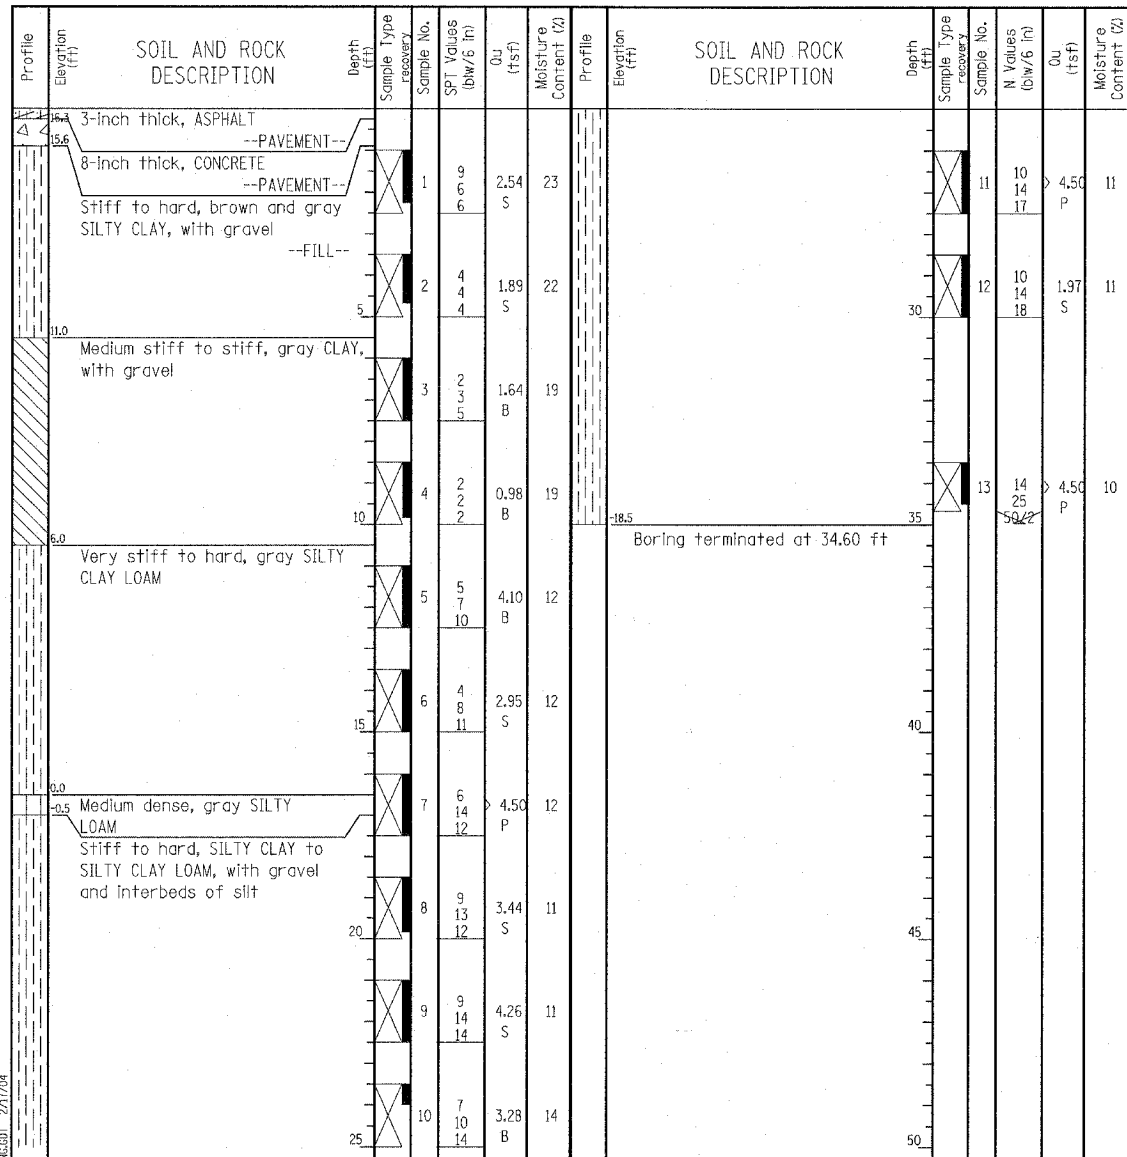 Profile
Elevation (ft)
SOIL AND ROCK DESCRIPTION
Depth (ft)
Sample Type recovery
Sample No.
SPT Values (blw/6 in)
Qu (tsf)
Moisture Content (%)
Profile
Elevation (ft)
SOIL AND ROCK DESCRIPTION
Depth (ft)
Sample Type recovery
Sample No.
N Values (blw/6 in)
Qu (tsf)
Moisture Content (%)
16.3 3-inch thick, ASPHALT
--PAVEMENT--
15.6
8-inch thick, CONCRETE
--PAVEMENT--
Stiff to hard, brown and gray
SILTY CLAY, with gravel
--FILL--
1 9 6 6 2.54 S 23
2 4 4 4 1.89 S 22
5
11.0
Medium stiff to stiff, gray CLAY,
with gravel
3 2 3 5 1.64 B 19
4 2 2 2 0.98 B 19
10
6.0
Very stiff to hard, gray SILTY
CLAY LOAM
5 5 7 10 4.10 B 12
6 4 8 11 2.95 S 12
15
0.0
-0.5 Medium dense, gray SILTY
LOAM
7 6 14 12 > 4.50 P 12
Stiff to hard, SILTY CLAY to
SILTY CLAY LOAM, with gravel
and interbeds of silt
8 9 13 12 3.44 S 11
20
9 9 14 14 4.26 S 11
10 7 10 14 3.28 B 14
25
11 10 14 17 > 4.50 P 11
12 10 14 18 1.97 S 11
30
13 14 25 50/2 > 4.50 P 10
35
-18.5
Boring terminated at 34.60 ft
40
45
50
2/17/04